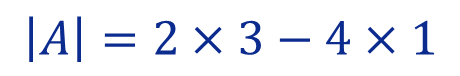 |A| = 2 × 3 − 4 × 1